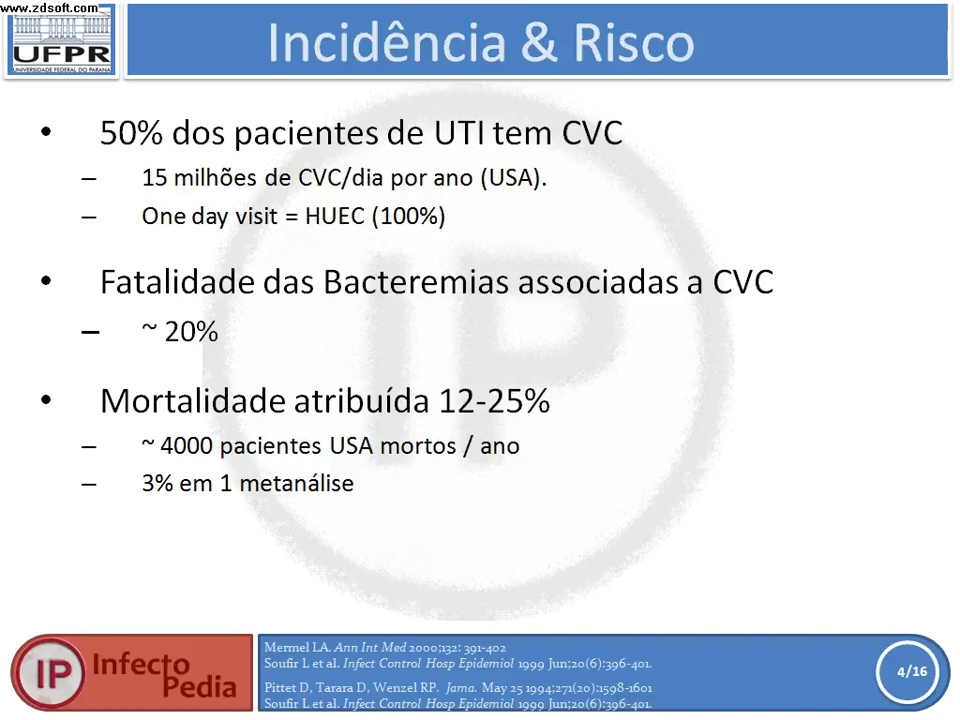 www.zdsoft.com
UFPR
UNIVERSIDADE FEDERAL DO PARANÁ
Incidência & Risco
• 50% dos pacientes de UTI tem CVC
– 15 milhões de CVC/dia por ano (USA).
– One day visit = HUEC (100%)
• Fatalidade das Bacteremias associadas a CVC
– ~ 20%
• Mortalidade atribuída 12-25%
– ~ 4000 pacientes USA mortos / ano
– 3% em 1 metanálise
IP
IP Infecto
Pedia
Mermel LA. Ann Int Med 2000;132: 391-402
Soufir L et al. Infect Control Hosp Epidemiol 1999 Jun;20(6):396-401.
Pittet D, Tarara D, Wenzel RP. Jama. May 25 1994;271(20):1598-1601
Soufir L et al. Infect Control Hosp Epidemiol 1999 Jun;20(6):396-401.
4/16